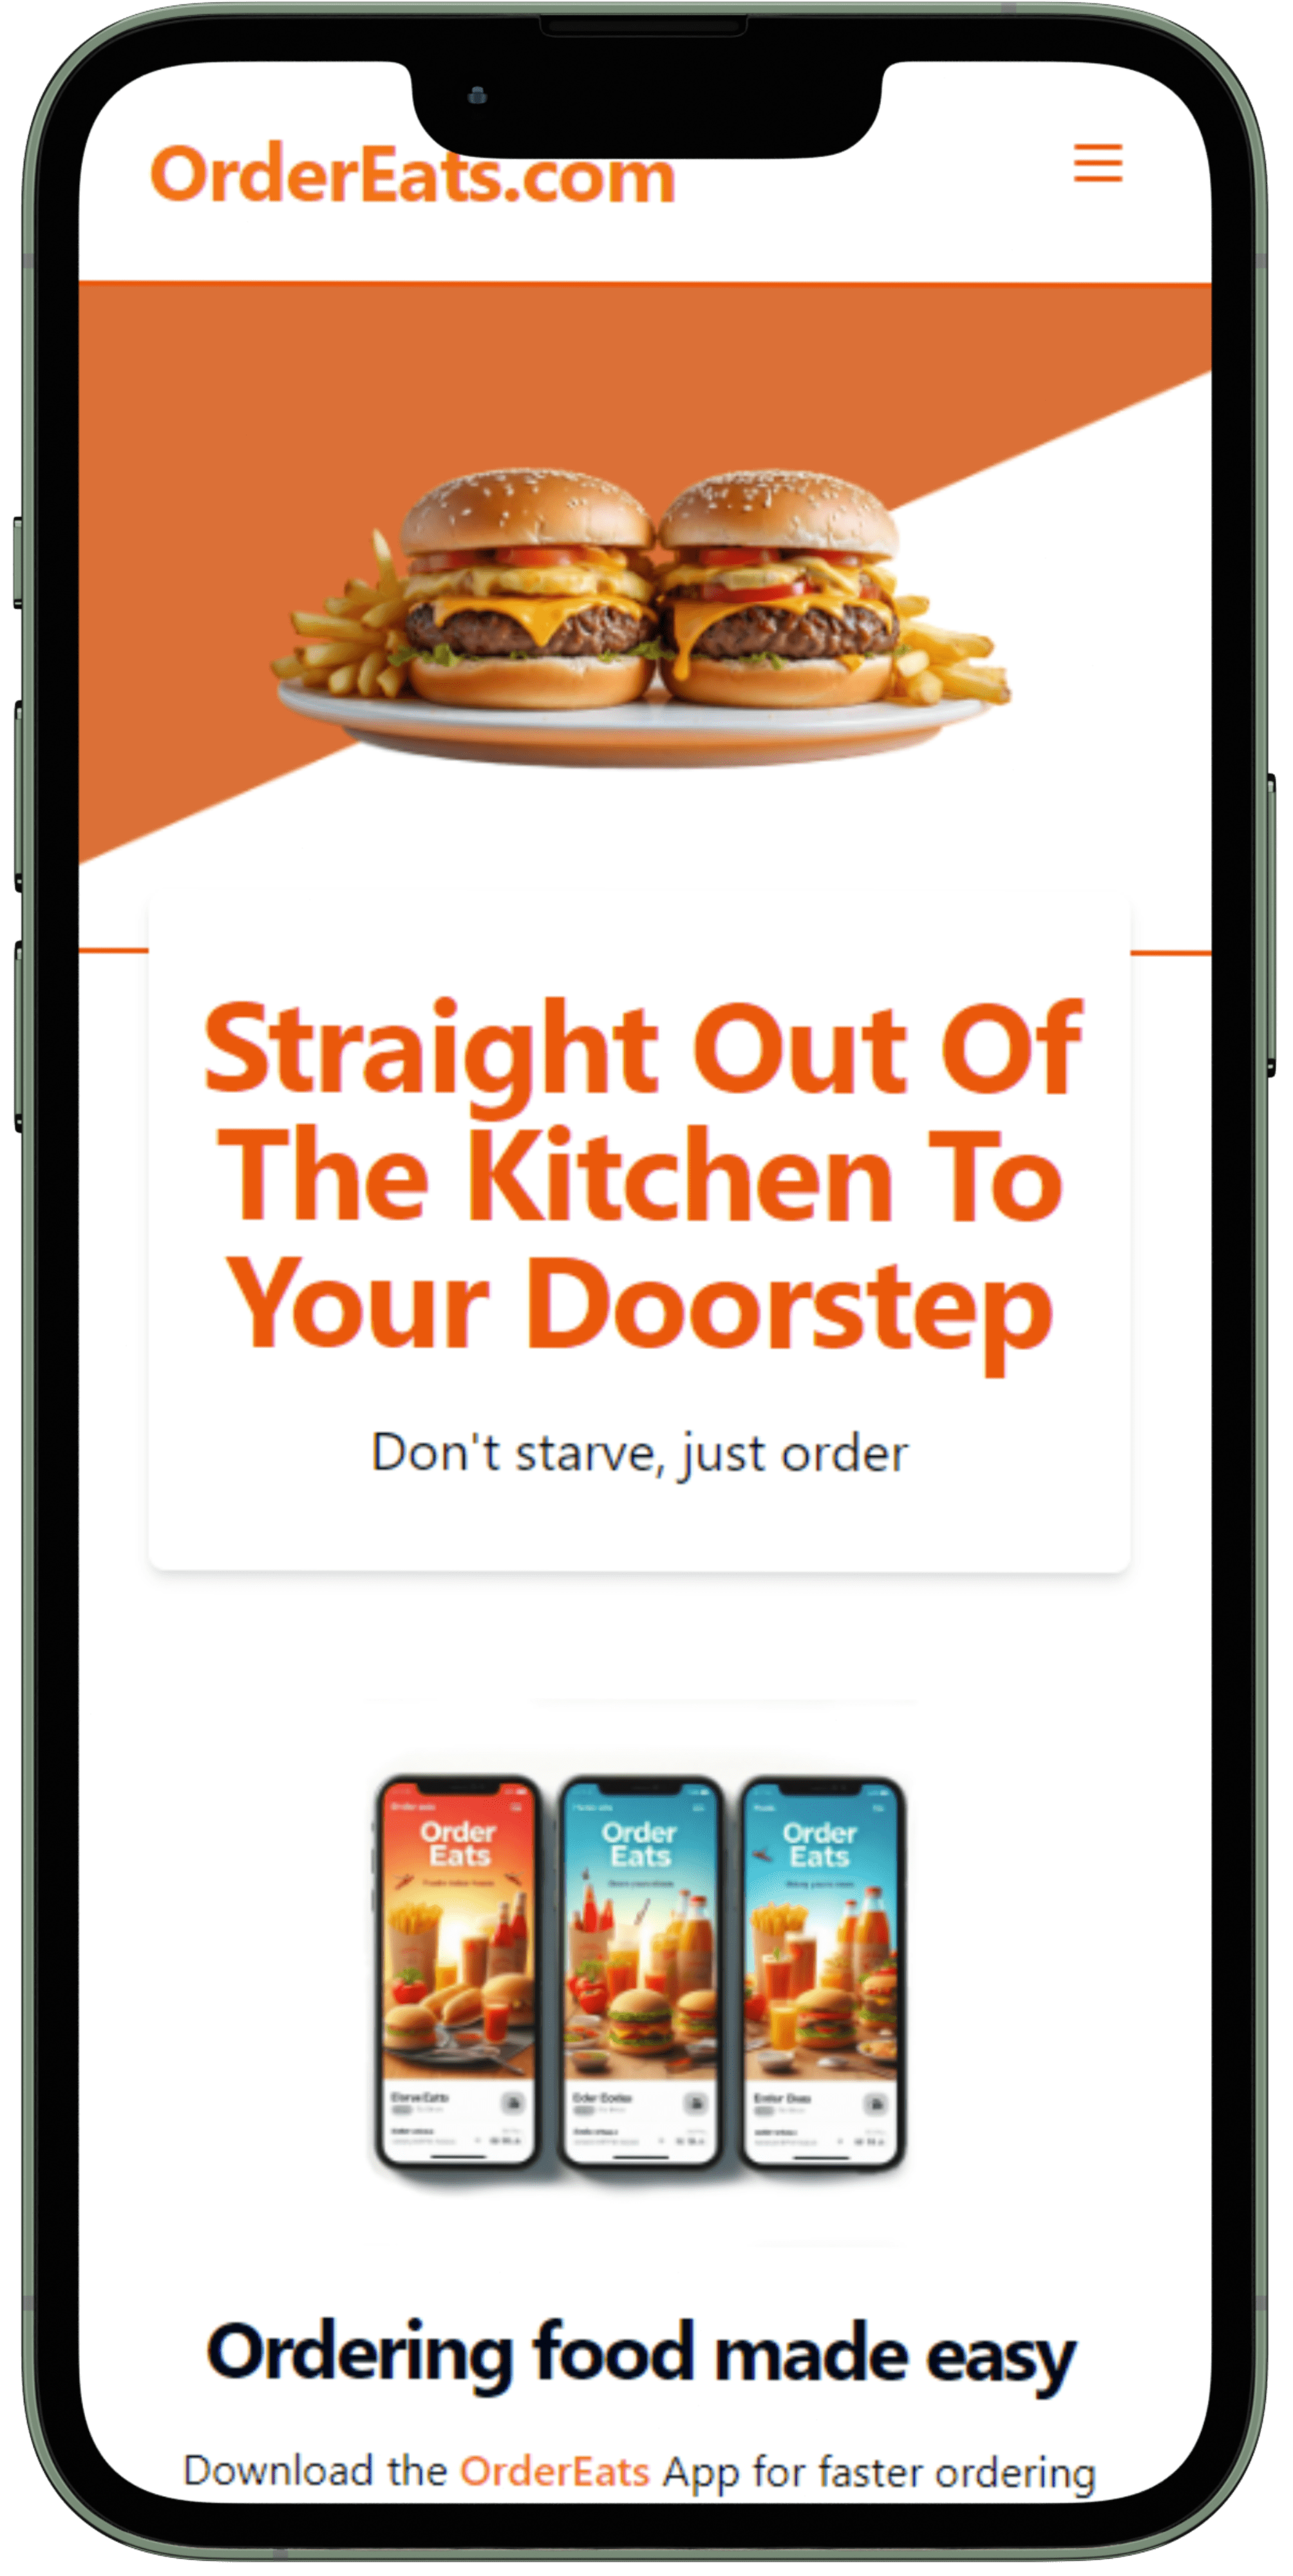 OrderEats.com
Straight Out Of
The Kitchen To
Your Doorstep
Don't starve, just order
Order
Eats
Order
Eats
Order
Eats
Ordering food made easy
Download the OrderEats App for faster ordering